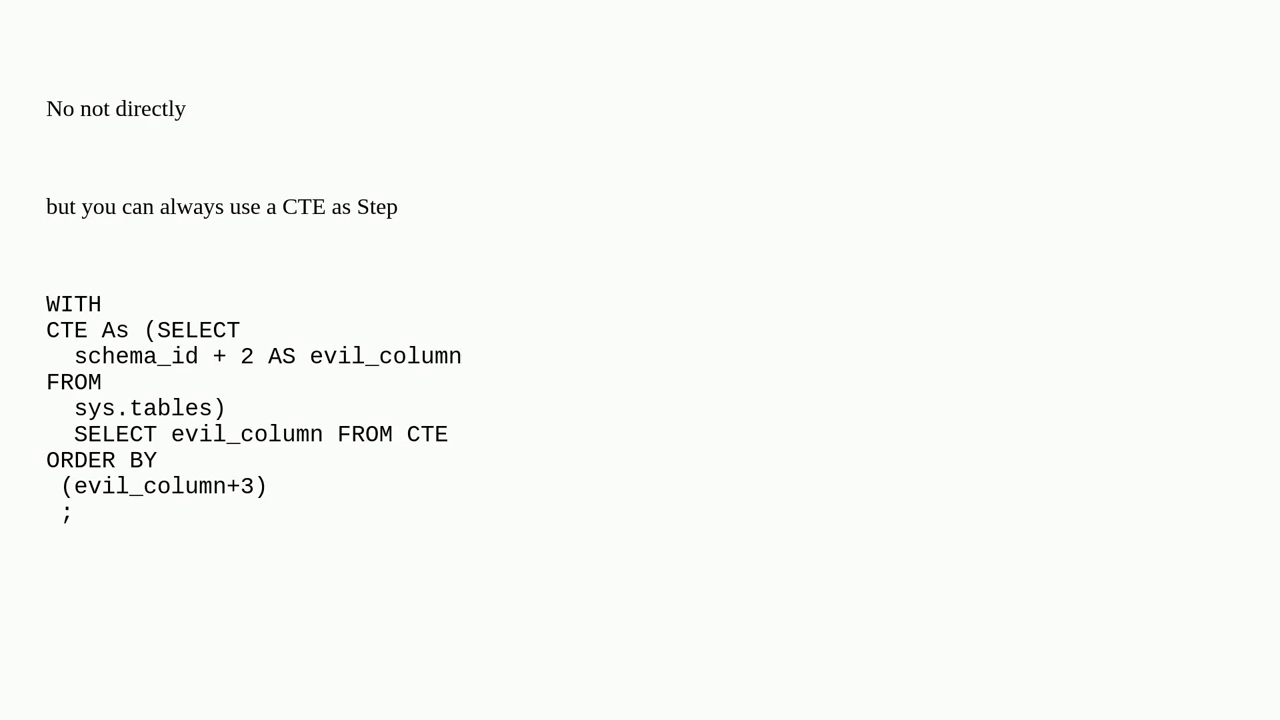 No not directly
but you can always use a CTE as Step
WITH
CTE As (SELECT
  schema_id + 2 AS evil_column
FROM
  sys.tables)
  SELECT evil_column FROM CTE
ORDER BY
 (evil_column+3)
 ;